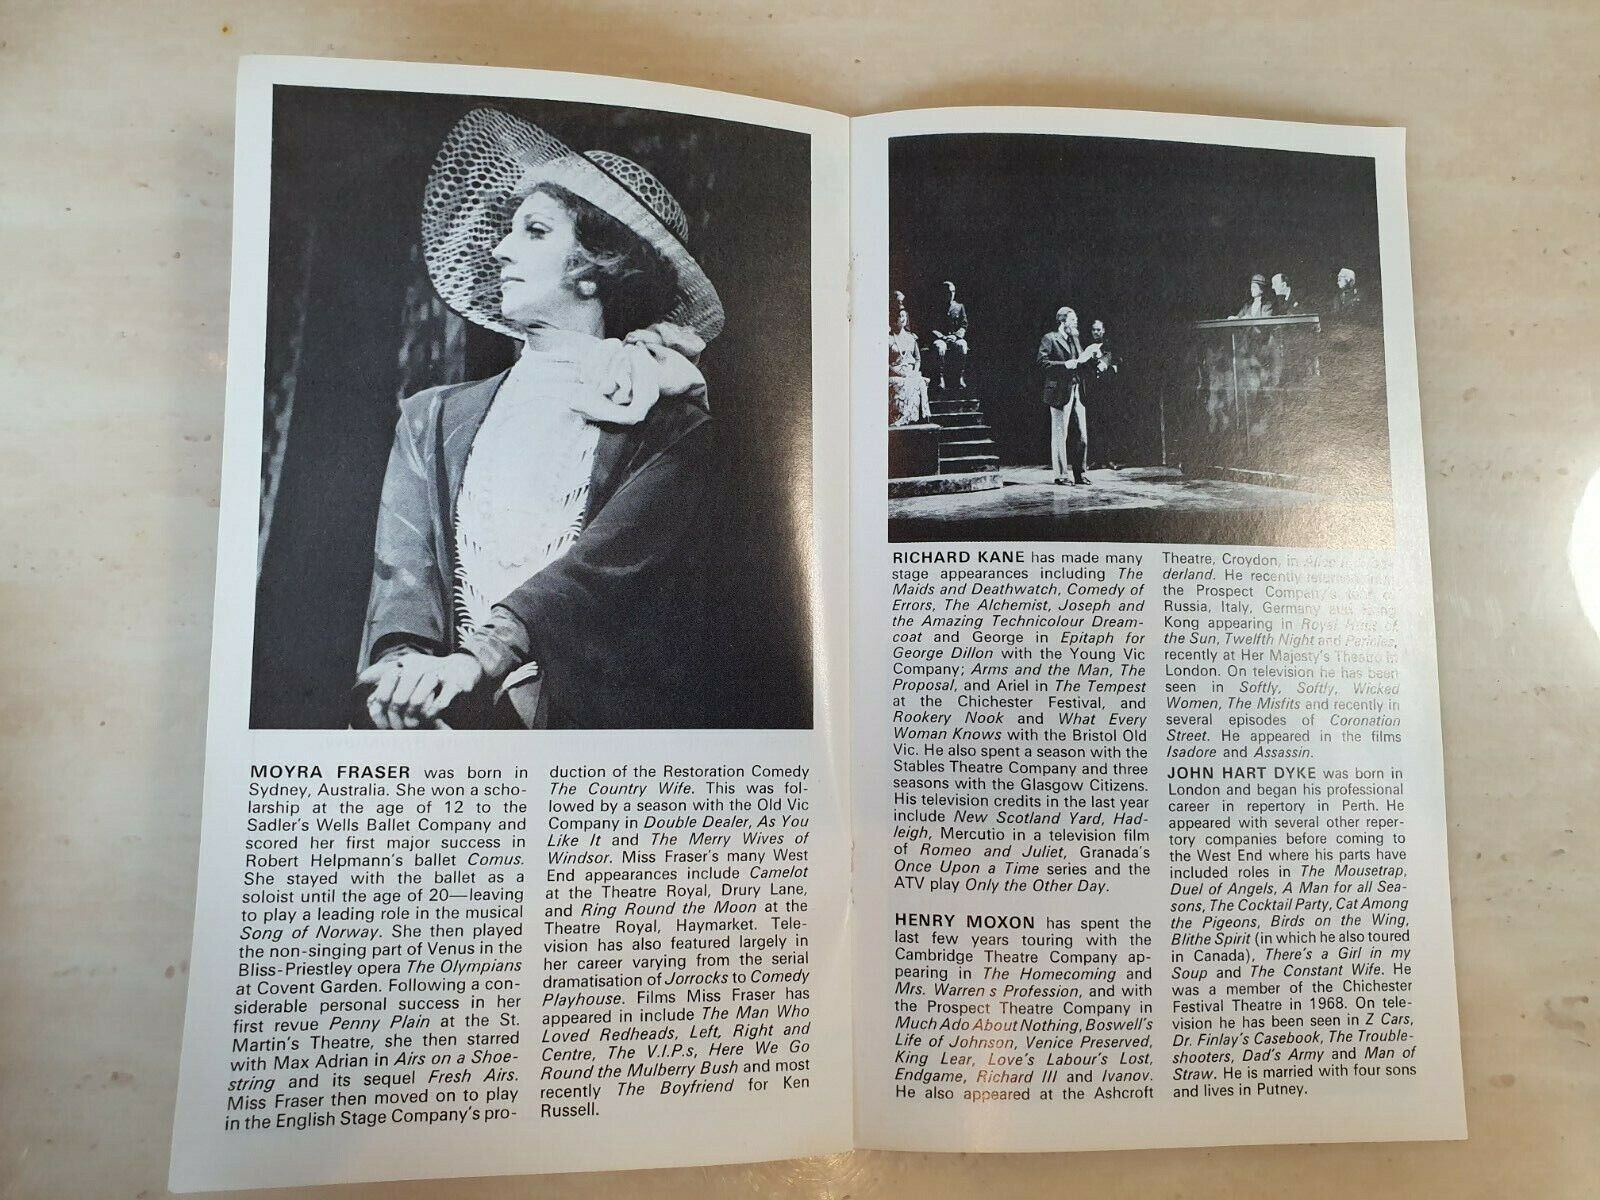 MOYRA FRASER was born in
Sydney, Australia. She won a scho-
larship at the age of 12 to the
Sadler's Wells Ballet Company and
scored her first major success in
Robert Helpmann's ballet Comus.
She stayed with the ballet as a
soloist until the age of 20—leaving
to play a leading role in the musical
Song of Norway. She then played
the non-singing part of Venus in the
Bliss-Priestley opera The Olympians
at Covent Garden. Following a con-
siderable personal success in her
first revue Penny Plain at the St.
Martin's Theatre, she then starred
with Max Adrian in Airs on a Shoe-
string and its sequel Fresh Airs.
Miss Fraser then moved on to play
in the English Stage Company's pro-
duction of the Restoration Comedy
The Country Wife. This was fol-
lowed by a season with the Old Vic
Company in Double Dealer, As You
Like It and The Merry Wives of
Windsor. Miss Fraser's many West
End appearances include Camelot
at the Theatre Royal, Drury Lane,
and Ring Round the Moon at the
Theatre Royal, Haymarket. Tele-
vision has also featured largely in
her career varying from the serial
dramatisation of Jorrocks to Comedy
Playhouse. Films Miss Fraser has
appeared in include The Man Who
Loved Redheads, Left, Right and
Centre, The V.I.P.s, Here We Go
Round the Mulberry Bush and most
recently The Boyfriend for Ken
Russell.
RICHARD KANE has made many
stage appearances including The
Maids and Deathwatch, Comedy of
Errors, The Alchemist, Joseph and
the Amazing Technicolour Dream-
coat and George in Epitaph for
George Dillon with the Young Vic
Company; Arms and the Man, The
Proposal, and Ariel in The Tempest
at the Chichester Festival, and
Rookery Nook and What Every
Woman Knows with the Bristol Old
Vic. He also spent a season with the
Stables Theatre Company and three
seasons with the Glasgow Citizens.
His television credits in the last year
include New Scotland Yard, Had-
leigh, Mercutio in a television film
of Romeo and Juliet, Granada's
Once Upon a Time series and the
ATV play Only the Other Day.
HENRY MOXON has spent the
last few years touring with the
Cambridge Theatre Company ap-
pearing in The Homecoming and
Mrs. Warren s Profession, and with
the Prospect Theatre Company in
Much Ado About Nothing, Boswell's
Life of Johnson, Venice Preserved,
King Lear, Love's Labour's Lost,
Endgame, Richard III and Ivanov.
He also appeared at the Ashcroft
Theatre, Croydon, in
derland. He recently returned
the Prospect Company's tour of
Russia, Italy, Germany and Hong
Kong appearing in Royal Hunt of
the Sun, Twelfth Night and Pericles,
recently at Her Majesty's Theatre in
London. On television he has been
seen in Softly, Softly, Wicked
Women, The Misfits and recently in
several episodes of Coronation
Street. He appeared in the films
Isadore and Assassin.
JOHN HART DYKE was born in
London and began his professional
career in repertory in Perth. He
appeared with several other reper-
tory companies before coming to
the West End where his parts have
included roles in The Mousetrap,
Duel of Angels, A Man for all Sea-
sons, The Cocktail Party, Cat Among
the Pigeons, Birds on the Wing,
Blithe Spirit (in which he also toured
in Canada), There's a Girl in my
Soup and The Constant Wife. He
was a member of the Chichester
Festival Theatre in 1968. On tele-
vision he has been seen in Z Cars,
Dr. Finlay's Casebook, The Trouble-
shooters, Dad's Army and Man of
Straw. He is married with four sons
and lives in Putney.